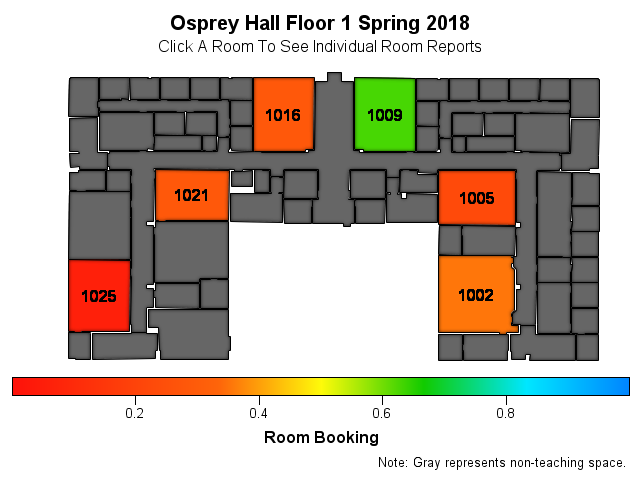 Osprey Hall Floor 1 Spring 2018
Click A Room To See Individual Room Reports
1016
1009
1021
1005
1025
1002
0.2
0.4
0.6
0.8
Room Booking
Note: Gray represents non-teaching space.